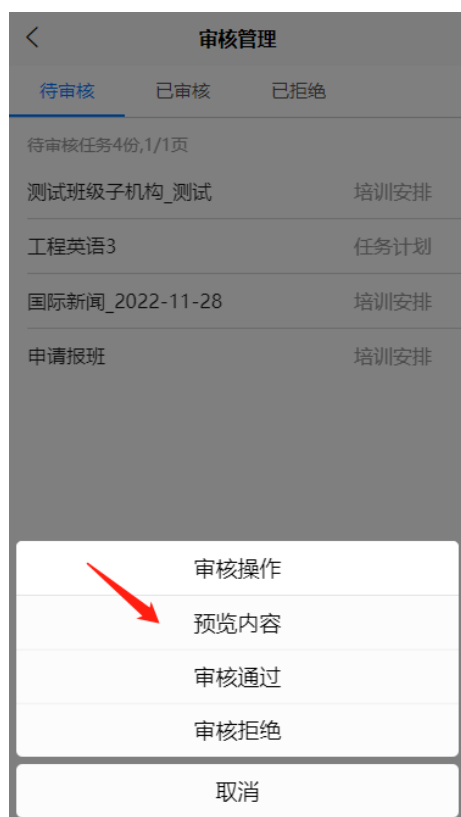 审核管理
待审核 已审核 已拒绝
待审核任务4份,1/1页
测试班级子机构_测试 培训安排
工程英语3 任务计划
国际新闻_2022-11-28 培训安排
申请报班 培训安排
审核操作
预览内容
审核通过
审核拒绝
取消